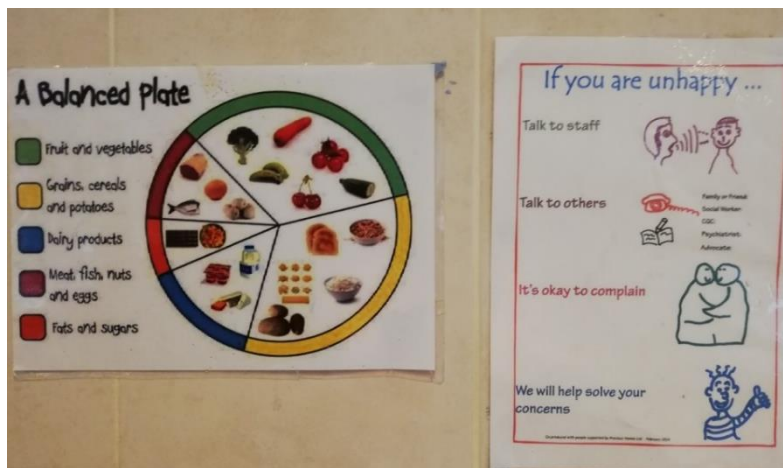 A Balanced Plate
Fruit and vegetables
Grains, cereals
and potatoes
Dairy products
Meat, fish, nuts
and eggs
Fats and sugars
If you are unhappy ...
Talk to staff
Talk to others
Family or Friend
Social Worker
CQC
Psychiatrist
Advocate
It's okay to complain
We will help solve your
concerns